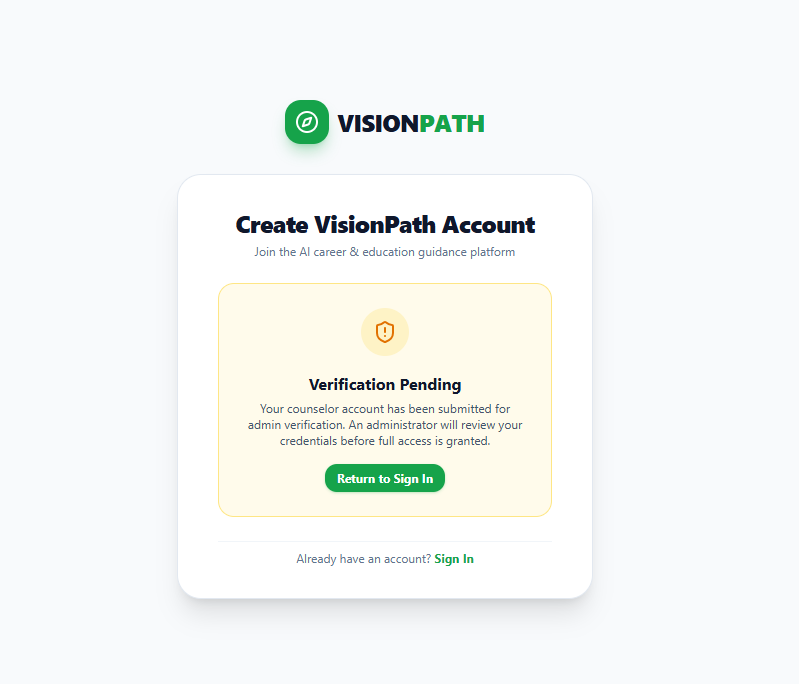 VISIONPATH
Create VisionPath Account
Join the AI career & education guidance platform
Verification Pending
Your counselor account has been submitted for
admin verification. An administrator will review your
credentials before full access is granted.
Return to Sign In
Already have an account? Sign In